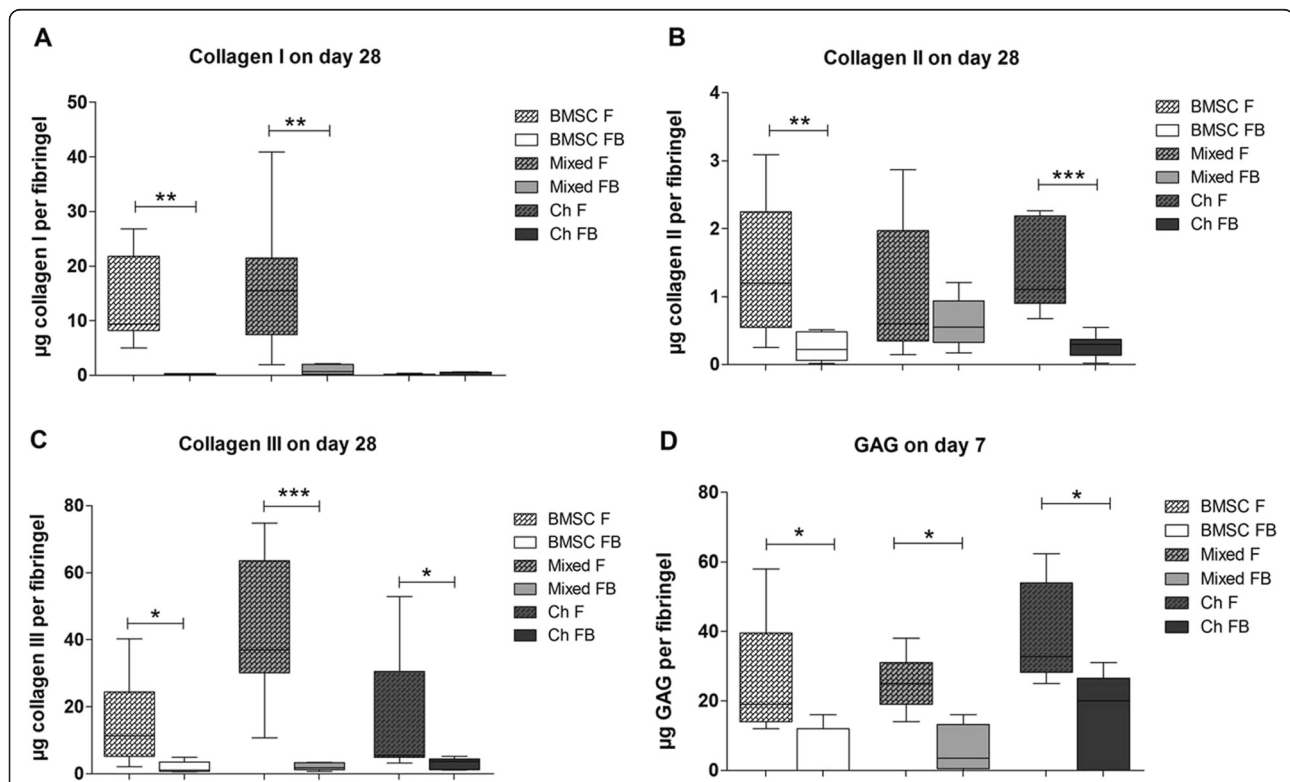 A
Collagen I on day 28
µg collagen I per fibringel
50
40
30
20
10
0
**
**
BMSC F
BMSC FB
Mixed F
Mixed FB
Ch F
Ch FB
B
Collagen II on day 28
µg collagen II per fibringel
4
3
2
1
0
**
***
BMSC F
BMSC FB
Mixed F
Mixed FB
Ch F
Ch FB
C
Collagen III on day 28
µg collagen III per fibringel
80
60
40
20
0
*
***
*
BMSC F
BMSC FB
Mixed F
Mixed FB
Ch F
Ch FB
D
GAG on day 7
µg GAG per fibringel
80
60
40
20
0
*
*
*
BMSC F
BMSC FB
Mixed F
Mixed FB
Ch F
Ch FB